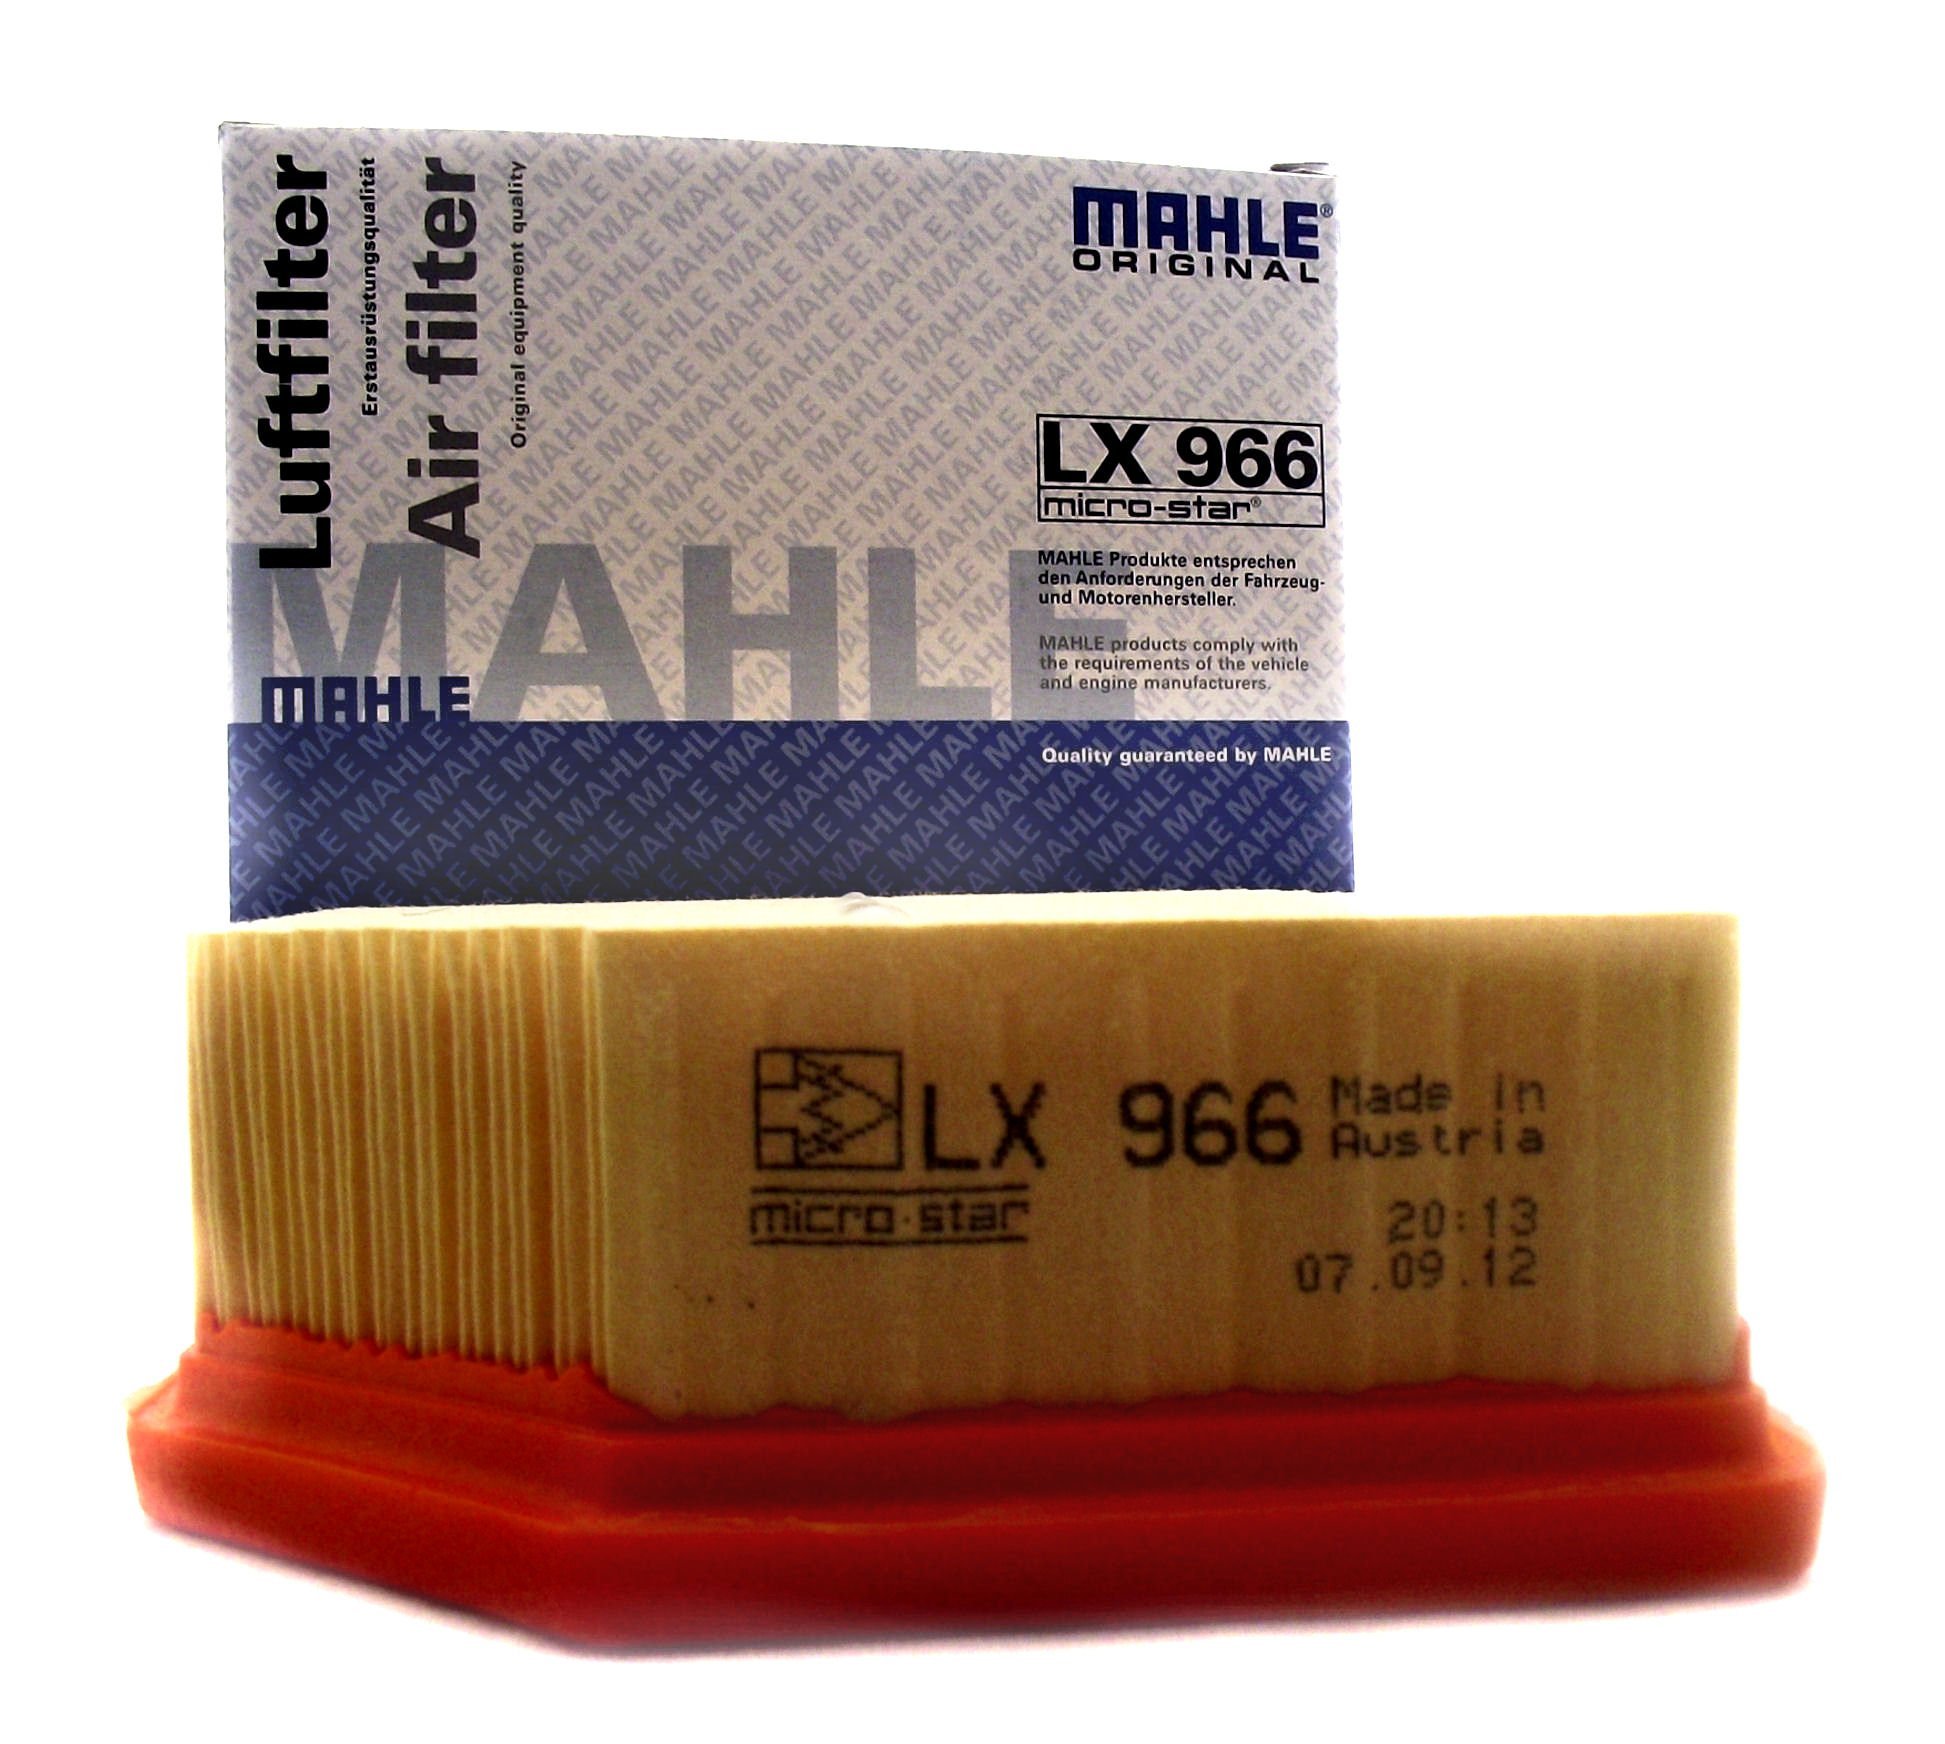 Luftfilter
Erstausrüstungsqualität
Air filter
Original equipment quality
MAHLE®
ORIGINAL
LX 966
micro-star®
MAHLE
MAHLE Produkte entsprechen
den Anforderungen der Fahrzeug-
und Motorenhersteller.
MAHLE products comply with
the requirements of the vehicle
and engine manufacturers.
MAHLE
Quality guaranteed by MAHLE
LX 966 Made in
Austria
micro·star
20:13
07.09.12